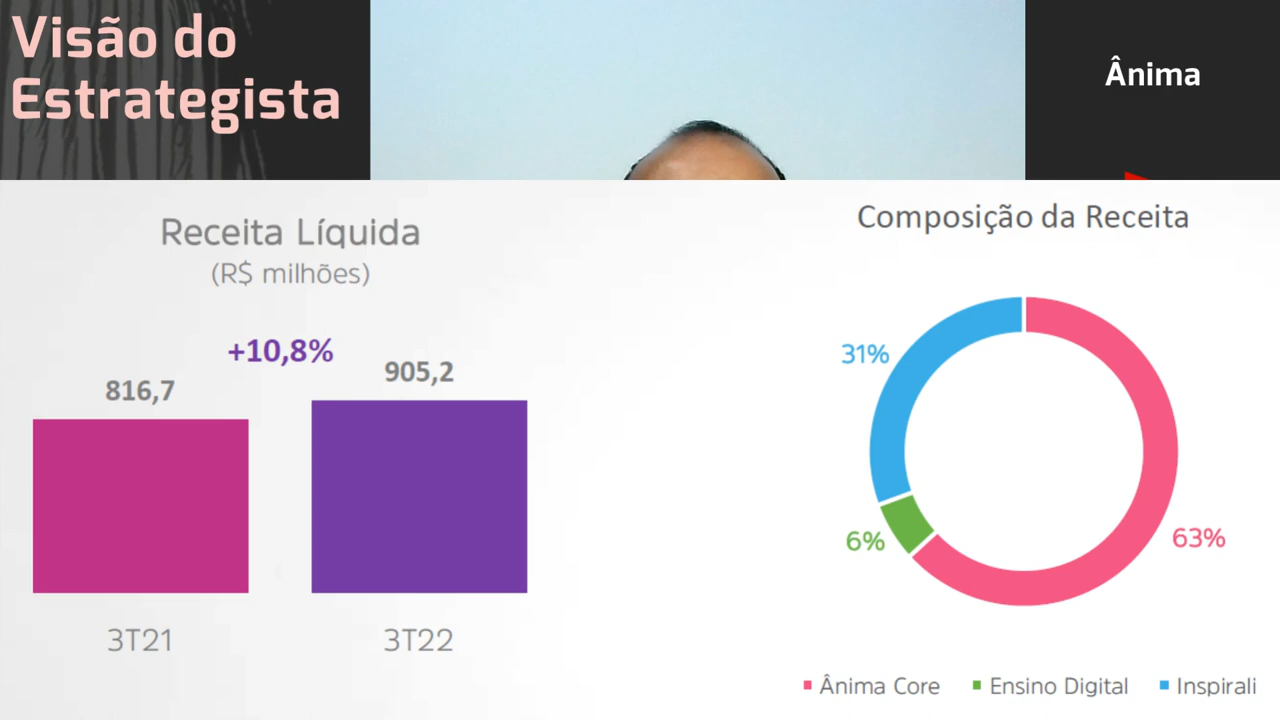 Visão do
Estrategista
Ânima
Receita Líquida
(R$ milhões)
+10,8%
816,7
905,2
3T21
3T22
Composição da Receita
31%
6%
63%
Ânima Core
Ensino Digital
Inspirali